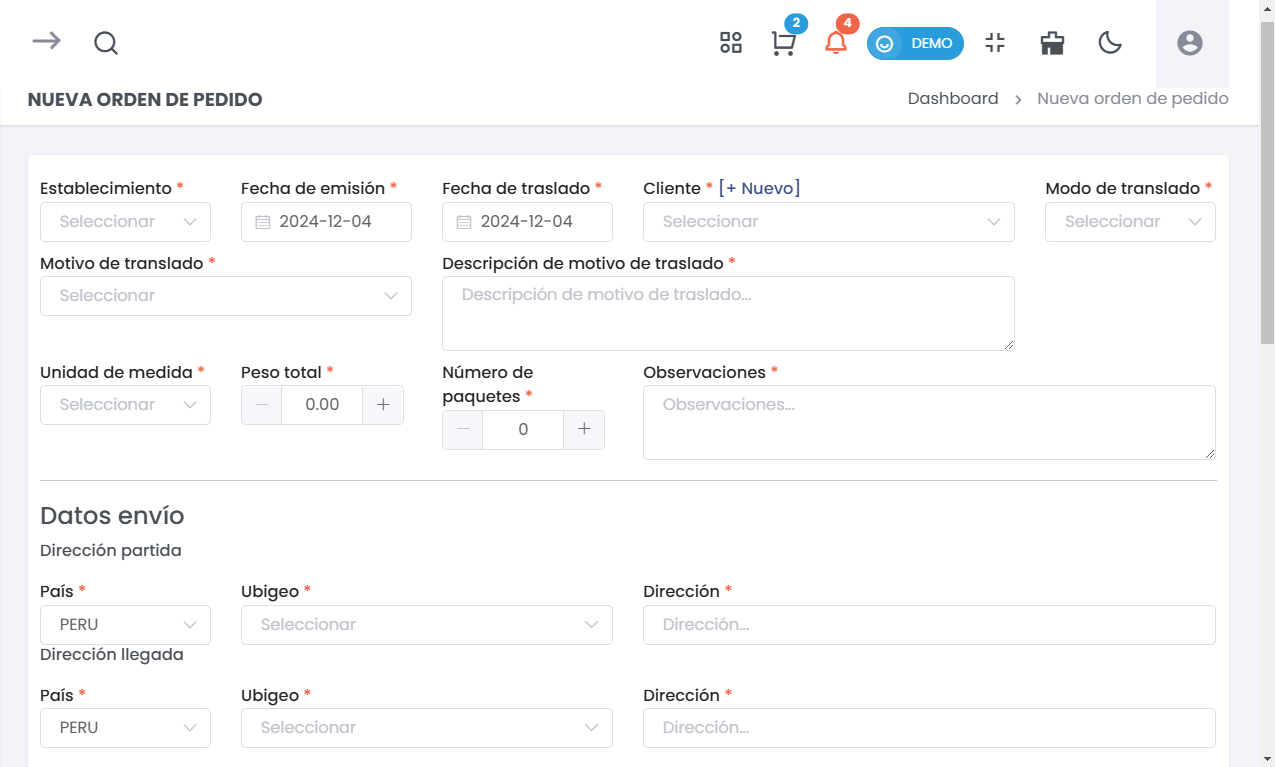 2
4
DEMO
NUEVA ORDEN DE PEDIDO
Dashboard > Nueva orden de pedido
Establecimiento * Fecha de emisión * Fecha de traslado * Cliente * [+ Nuevo] Modo de translado *
Seleccionar 2024-12-04 2024-12-04 Seleccionar Seleccionar
Motivo de translado * Descripción de motivo de traslado *
Seleccionar Descripción de motivo de traslado...
Unidad de medida * Peso total * Número de paquetes * Observaciones *
Seleccionar 0.00 0 Observaciones...
Datos envío
Dirección partida
País * Ubigeo * Dirección *
PERU Seleccionar Dirección...
Dirección llegada
País * Ubigeo * Dirección *
PERU Seleccionar Dirección...